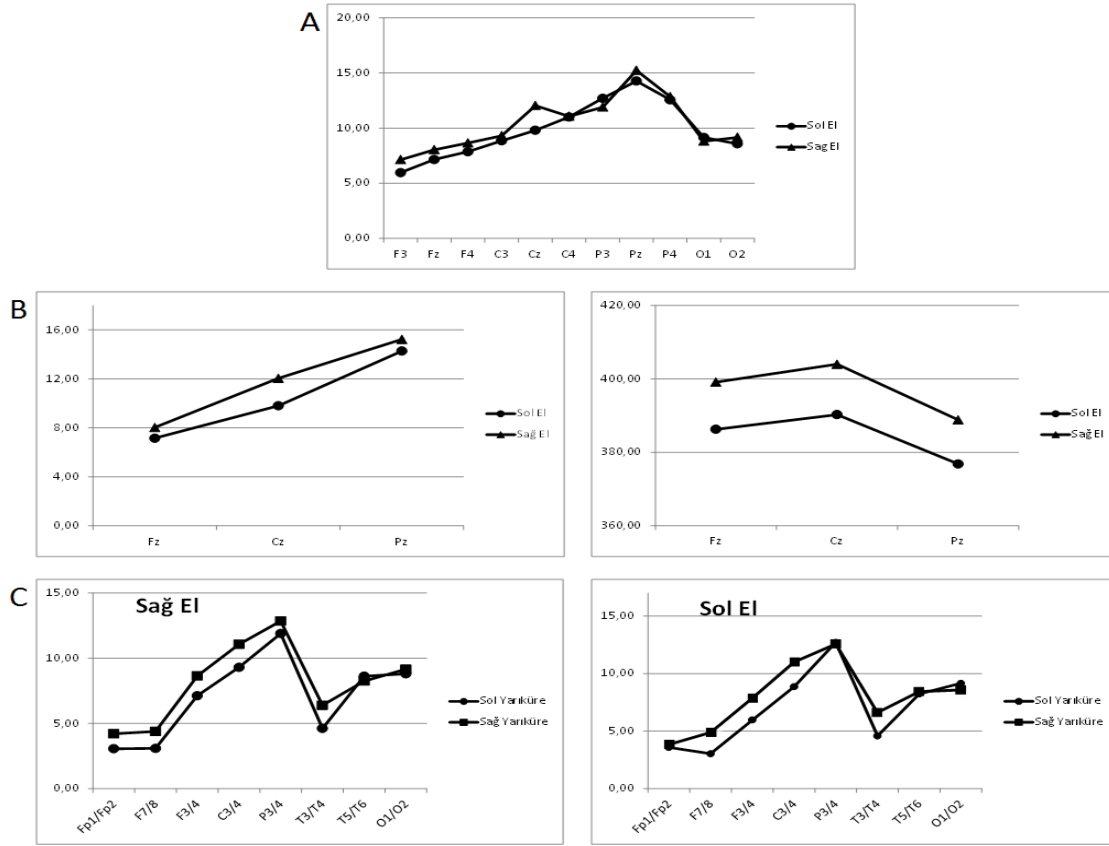 A
20,00
15,00
10,00
5,00
0,00
F3 Fz F4 C3 Cz C4 P3 Pz P4 O1 O2
Sol El
Sag El
B
16,00
12,00
8,00
4,00
0,00
Fz Cz Pz
Sol El
Sağ El
420,00
400,00
380,00
360,00
Fz Cz Pz
Sol El
Sağ El
C
Sağ El
15,00
10,00
5,00
0,00
Fp1/Fp2 F7/8 F3/4 C3/4 P3/4 T3/T4 T5/T6 O1/O2
Sol Yarıküre
Sağ Yarıküre
Sol El
15,00
10,00
5,00
0,00
Fp1/Fp2 F7/8 F3/4 C3/4 P3/4 T3/T4 T5/T6 O1/O2
Sol Yarıküre
Sağ Yarıküre